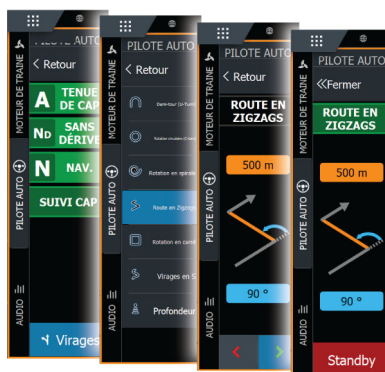 PILOTE AUTO
< Retour
A TENUE DE CAP
ND SANS DÉRIVE
N NAV.
SUIVI CAP
Virages
MOTEUR DE TRAINE
PILOTE AUTO
AUDIO
PILOTE AUTO
< Retour
Demi-tour (U-Turn)
Rotation en spirale
Route en Zigzags
Rotation en carré
Virages en S
Profondeur
MOTEUR DE TRAINE
PILOTE AUTO
AUDIO
PILOTE AUTO
< Retour
ROUTE EN
ZIGZAGS
500 m
90 °
MOTEUR DE TRAINE
PILOTE AUTO
AUDIO
PILOTE AUTO
<<Fermer
ROUTE EN
ZIGZAGS
500 m
90 °
Standby
MOTEUR DE TRAINE
PILOTE AUTO
AUDIO